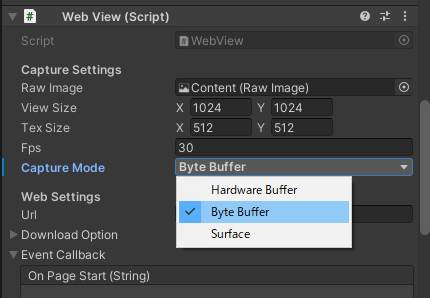 Web View (Script)
Script WebView
Capture Settings
Raw Image Content (Raw Image)
View Size X 1024 Y 1024
Tex Size X 512 Y 512
Fps 30
Capture Mode Byte Buffer
Hardware Buffer
Web Settings
Url Byte Buffer
Download Option Surface
Event Callback
On Page Start (String)